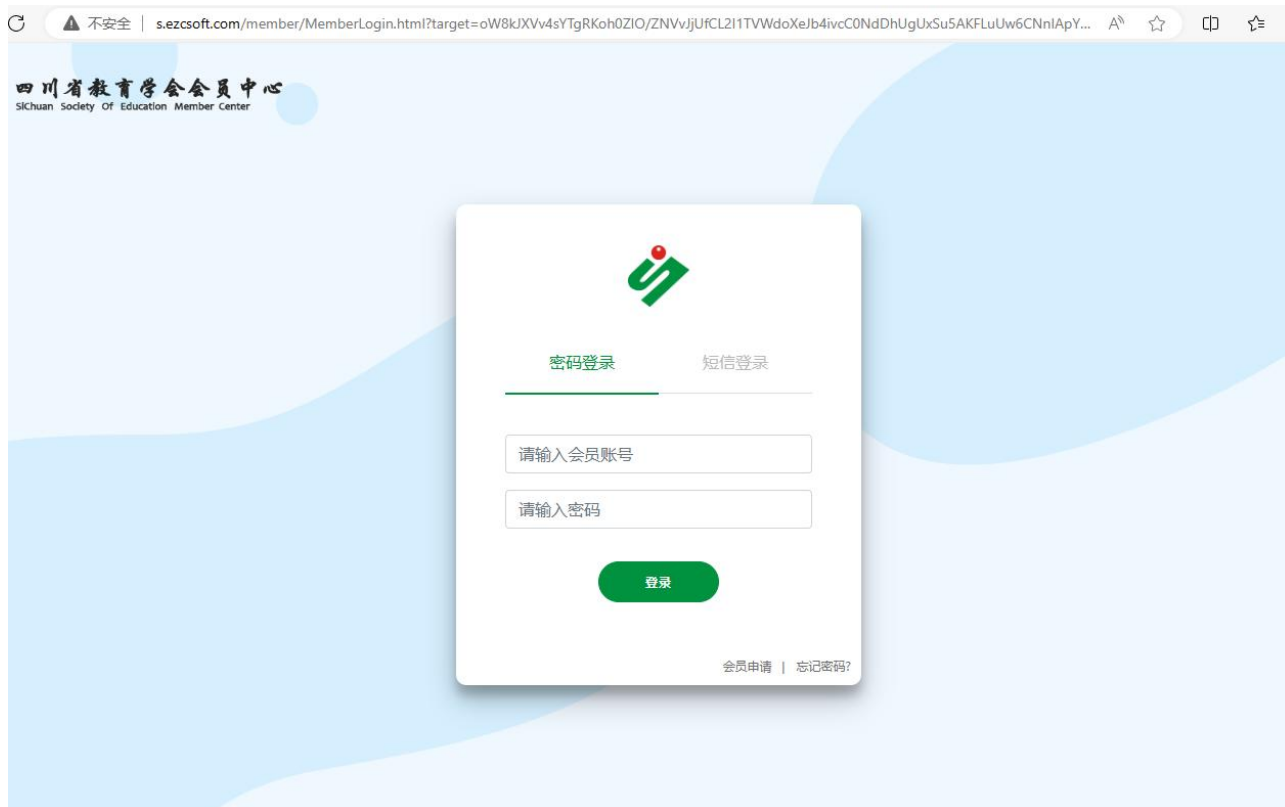 不安全 | s.ezcsoft.com/member/MemberLogin.html?target=oW8kJXVv4sYTgRKoh0ZIO/ZNVvJjUfCL2I1TVWdoXeJb4ivcC0NdDhUgUxSu5AKFLuUw6CNnIApY...
四川省教育学会会员中心
SiChuan Society Of Education Member Center
密码登录 短信登录
请输入会员账号
请输入密码
登录
会员申请 | 忘记密码?